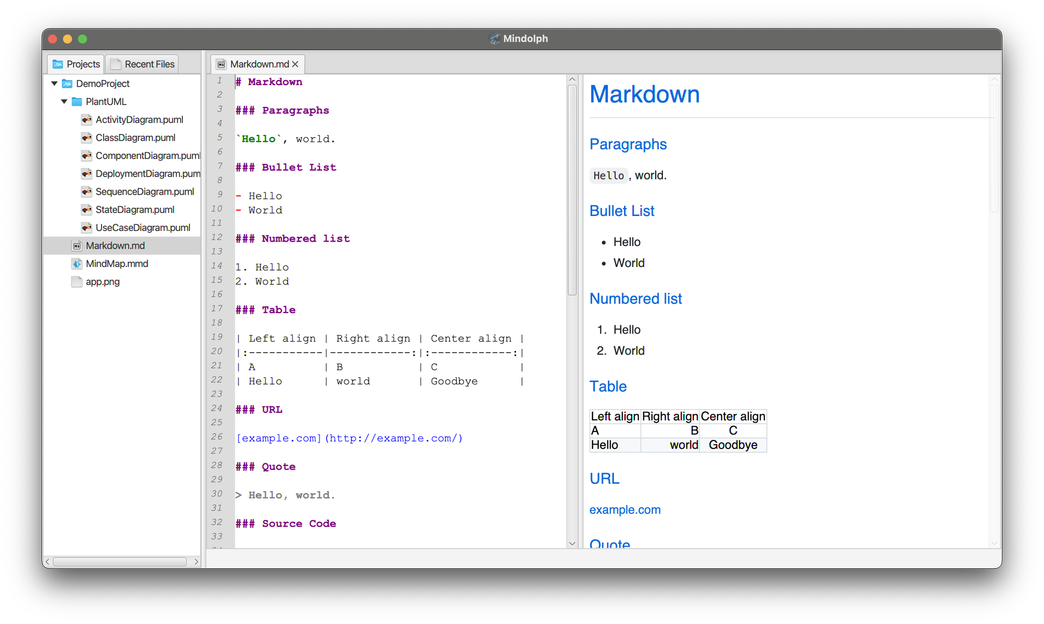 Mindolph
Projects
Recent Files
DemoProject
PlantUML
ActivityDiagram.puml
ClassDiagram.puml
ComponentDiagram.puml
DeploymentDiagram.pum
SequenceDiagram.puml
StateDiagram.puml
UseCaseDiagram.puml
Markdown.md
MindMap.mmd
app.png
Markdown.md ×
1 # Markdown
2
3 ### Paragraphs
4
5 `Hello`, world.
6
7 ### Bullet List
8
9 - Hello
10 - World
11
12 ### Numbered list
13
14 1. Hello
15 2. World
16
17 ### Table
18
19 | Left align | Right align | Center align |
20 |:-----------|------------:|:------------:|
21 | A          | B           | C            |
22 | Hello      | world       | Goodbye      |
23
24 ### URL
25
26 [example.com](http://example.com/)
27
28 ### Quote
29
30 > Hello, world.
31
32 ### Source Code
33
Markdown
Paragraphs
Hello , world.
Bullet List
• Hello
• World
Numbered list
1. Hello
2. World
Table
Left align Right align Center align
A B C
Hello world Goodbye
URL
example.com
Quote